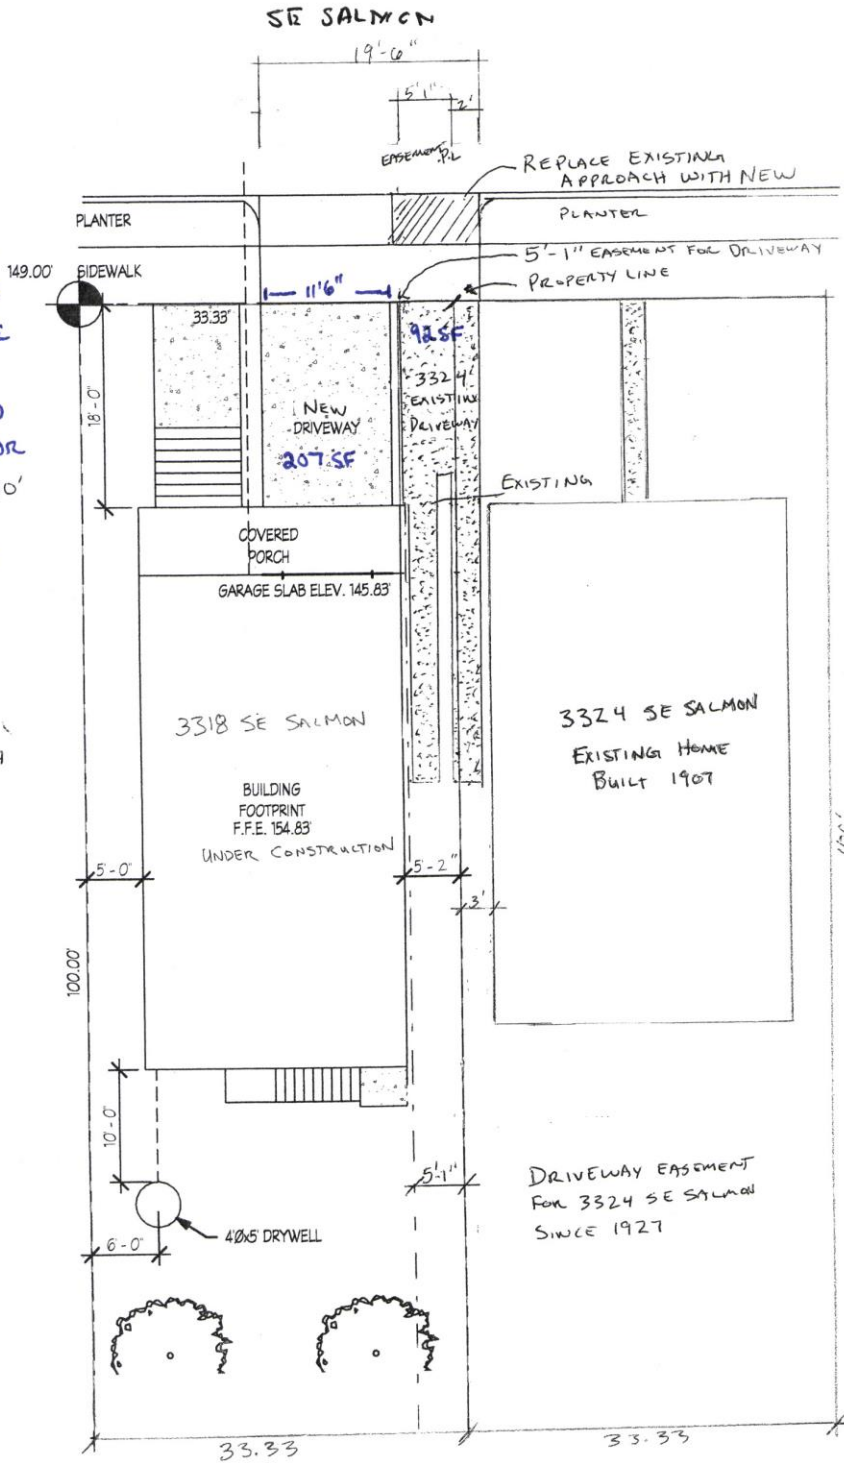 SE SALMON
19'-6"
5'1"
2'
EASEMENT
P.L
REPLACE EXISTING
APPROACH WITH NEW
PLANTER
PLANTER
5'-1" EASEMENT FOR DRIVEWAY
149.00'
SIDEWALK
PROPERTY LINE
11'6"
33.33'
92SF
18'-0"
3324
EXISTING
DRIVEWAY
NEW
DRIVEWAY
207 SF
0'
EXISTING
COVERED
PORCH
GARAGE SLAB ELEV. 145.83'
3318 SE SALMON
3324 SE SALMON
EXISTING HOME
BUILT 1907
BUILDING
FOOTPRINT
F.F.E. 154.83'
UNDER CONSTRUCTION
5-0"
5-2"
3'
100.00'
10'-0"
5'-1"
DRIVEWAY EASEMENT
FOR 3324 SE SALMON
SINCE 1927
4'Øx5' DRYWELL
6-0"
33.33
33.33